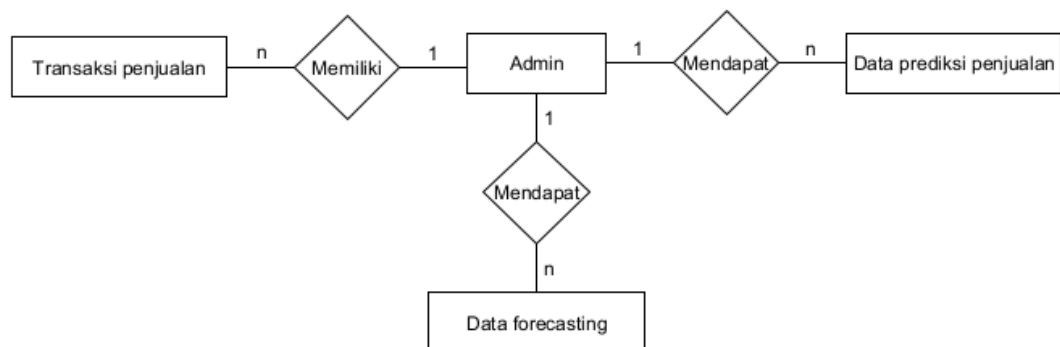 Transaksi penjualan
n
Memiliki
1
Admin
1
Mendapat
n
Data prediksi penjualan
1
Mendapat
n
Data forecasting